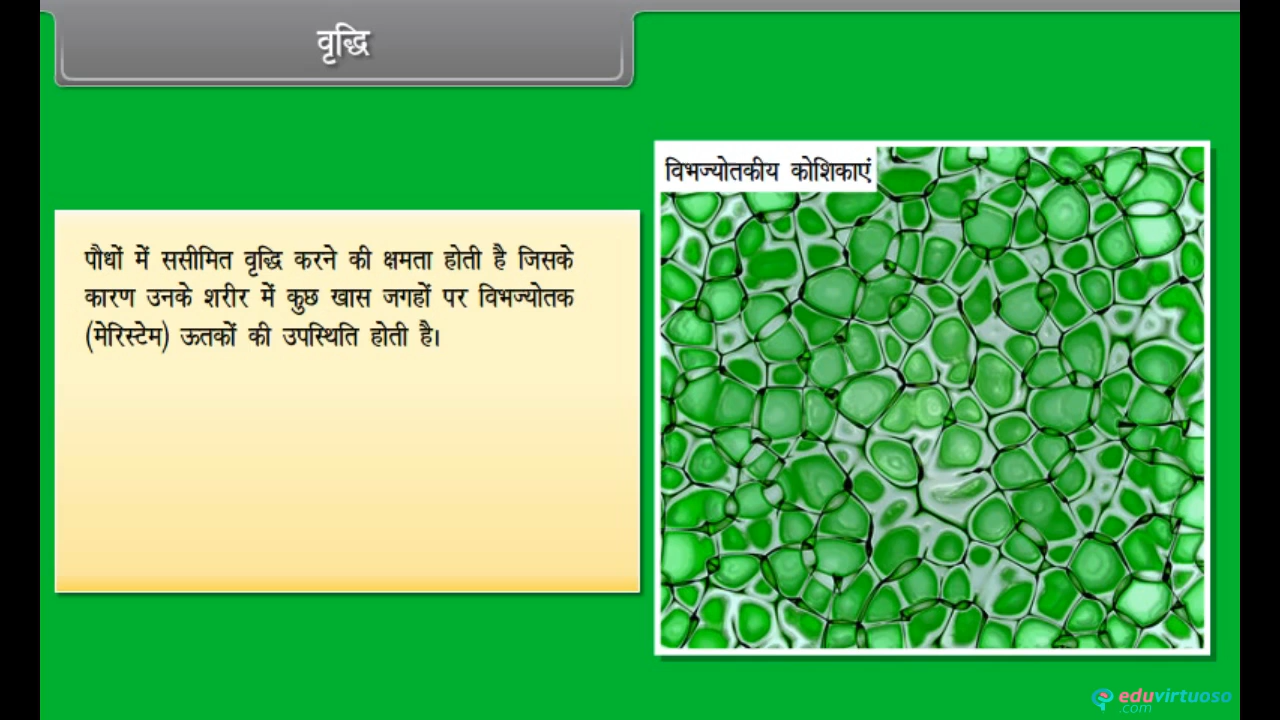 वृद्धि
विभज्योतकीय कोशिकाएं
पौधों में ससीमित वृद्धि करने की क्षमता होती है जिसके
कारण उनके शरीर में कुछ खास जगहों पर विभज्योतक
(मेरिस्टेम) ऊतकों की उपस्थिति होती है।
eduvirtuoso
.com